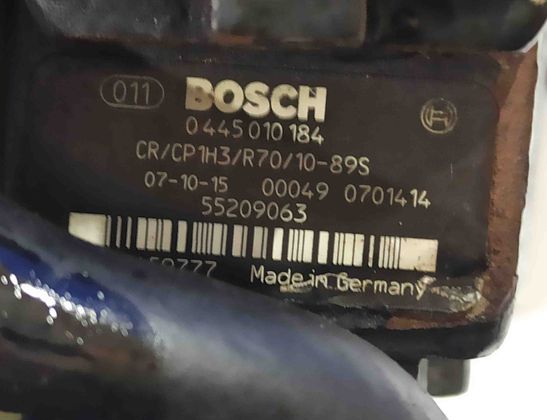 011 BOSCH
0 445 010 184
CR/CP1H3/R70/10-89S
07-10-15 00049 0701414
55209063
Made in Germany